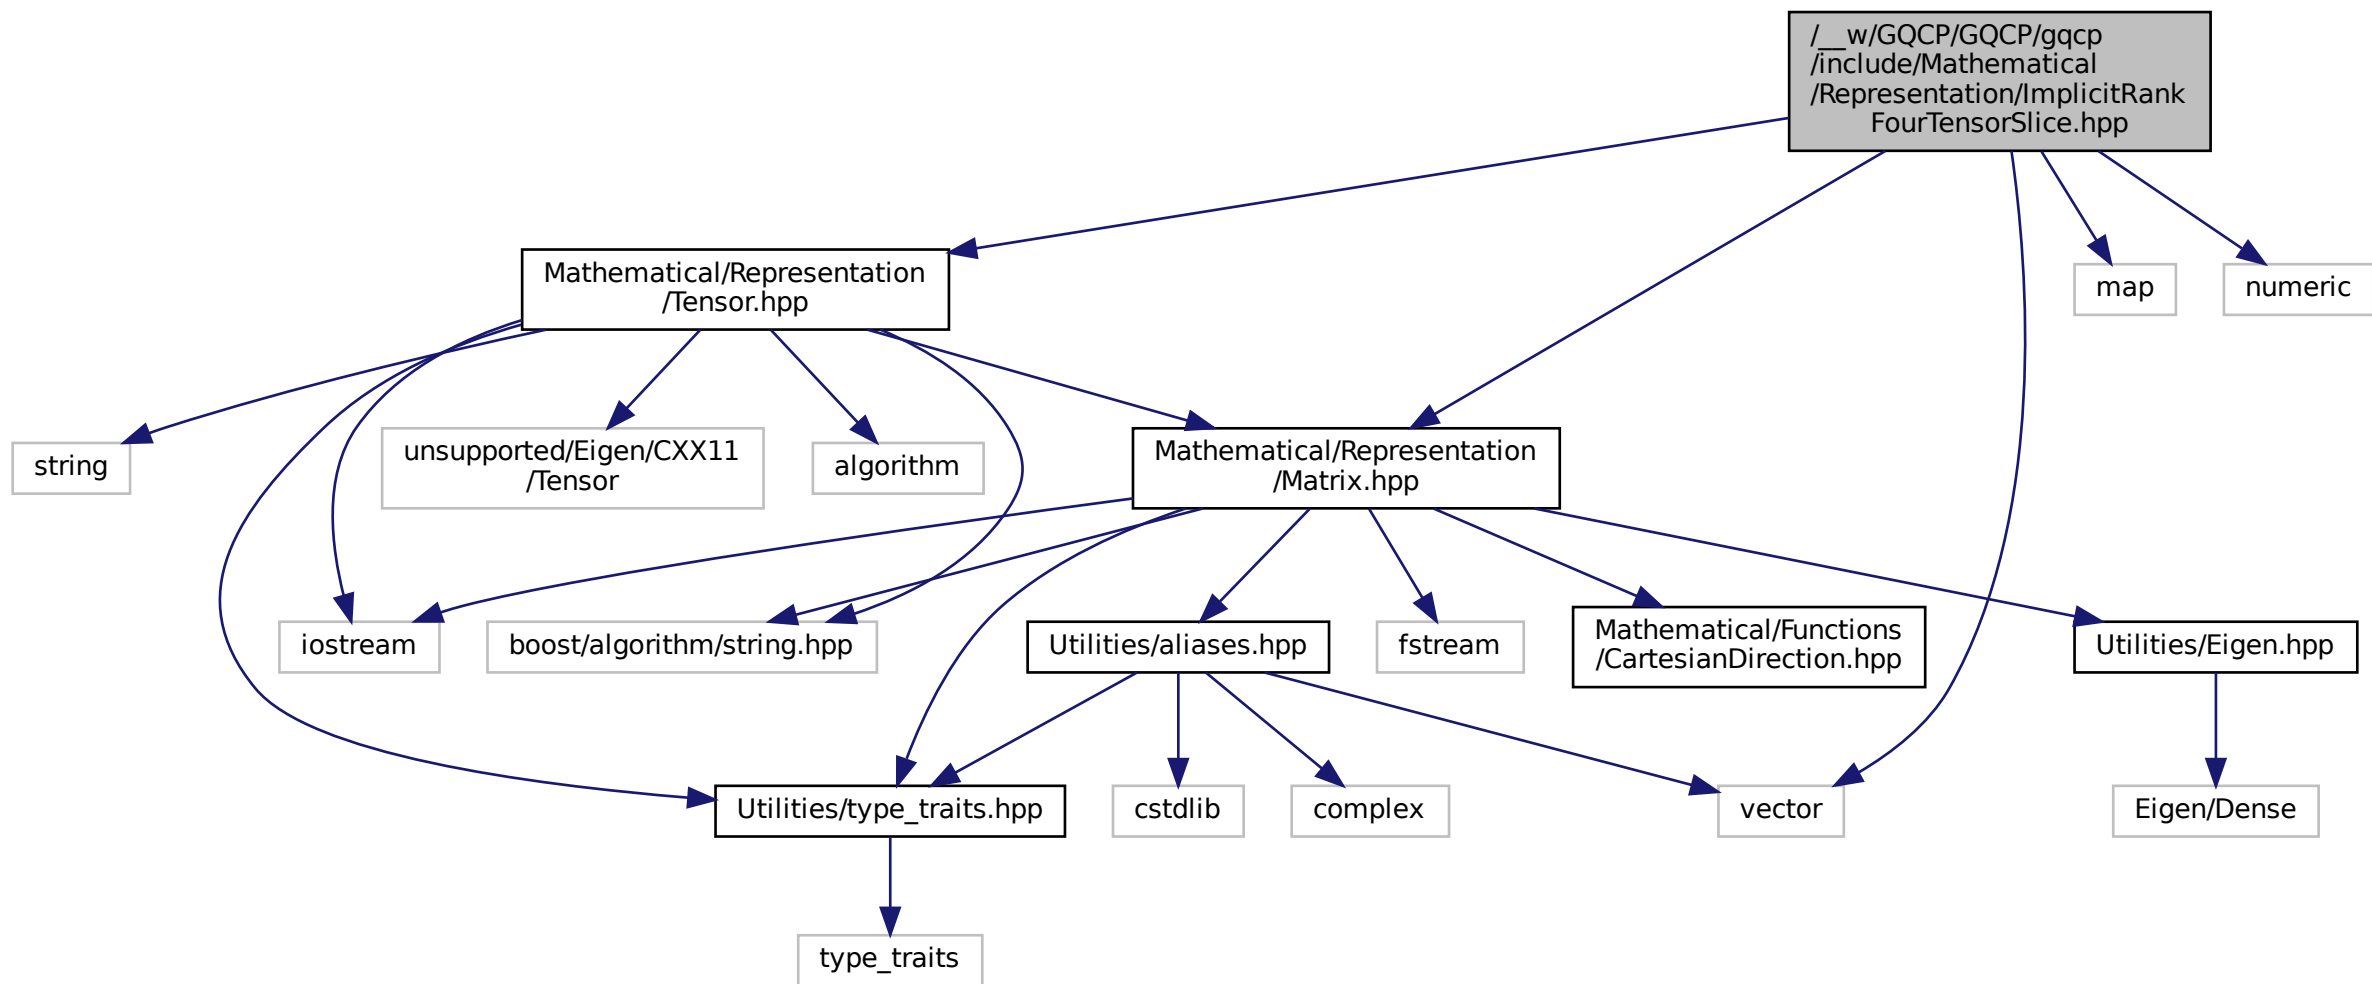 /__w/GQCP/GQCP/gqcp
/include/Mathematical
/Representation/ImplicitRank
FourTensorSlice.hpp
Mathematical/Representation
/Tensor.hpp
map
numeric
string
unsupported/Eigen/CXX11
/Tensor
algorithm
Mathematical/Representation
/Matrix.hpp
iostream
boost/algorithm/string.hpp
Utilities/aliases.hpp
fstream
Mathematical/Functions
/CartesianDirection.hpp
Utilities/Eigen.hpp
Utilities/type_traits.hpp
cstdlib
complex
vector
Eigen/Dense
type_traits